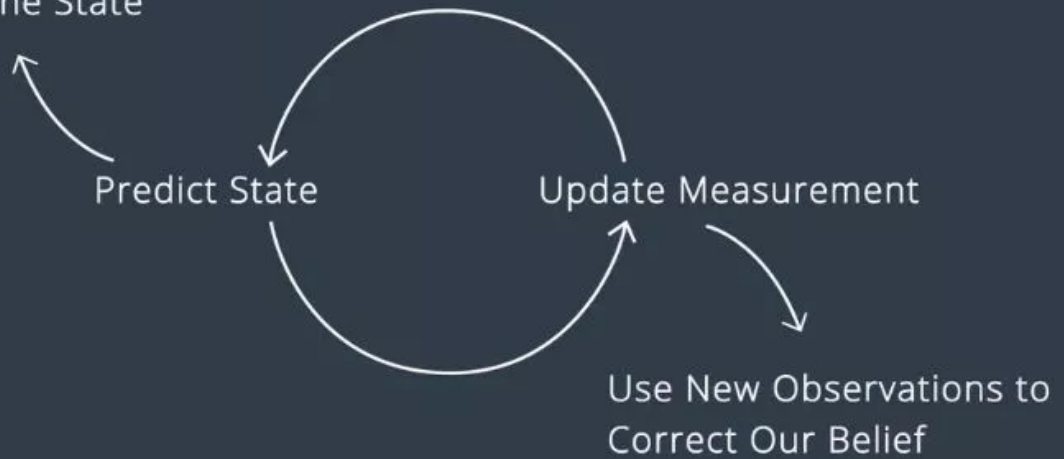 State
Predict State
Update Measurement
Use New Observations to
Correct Our Belief